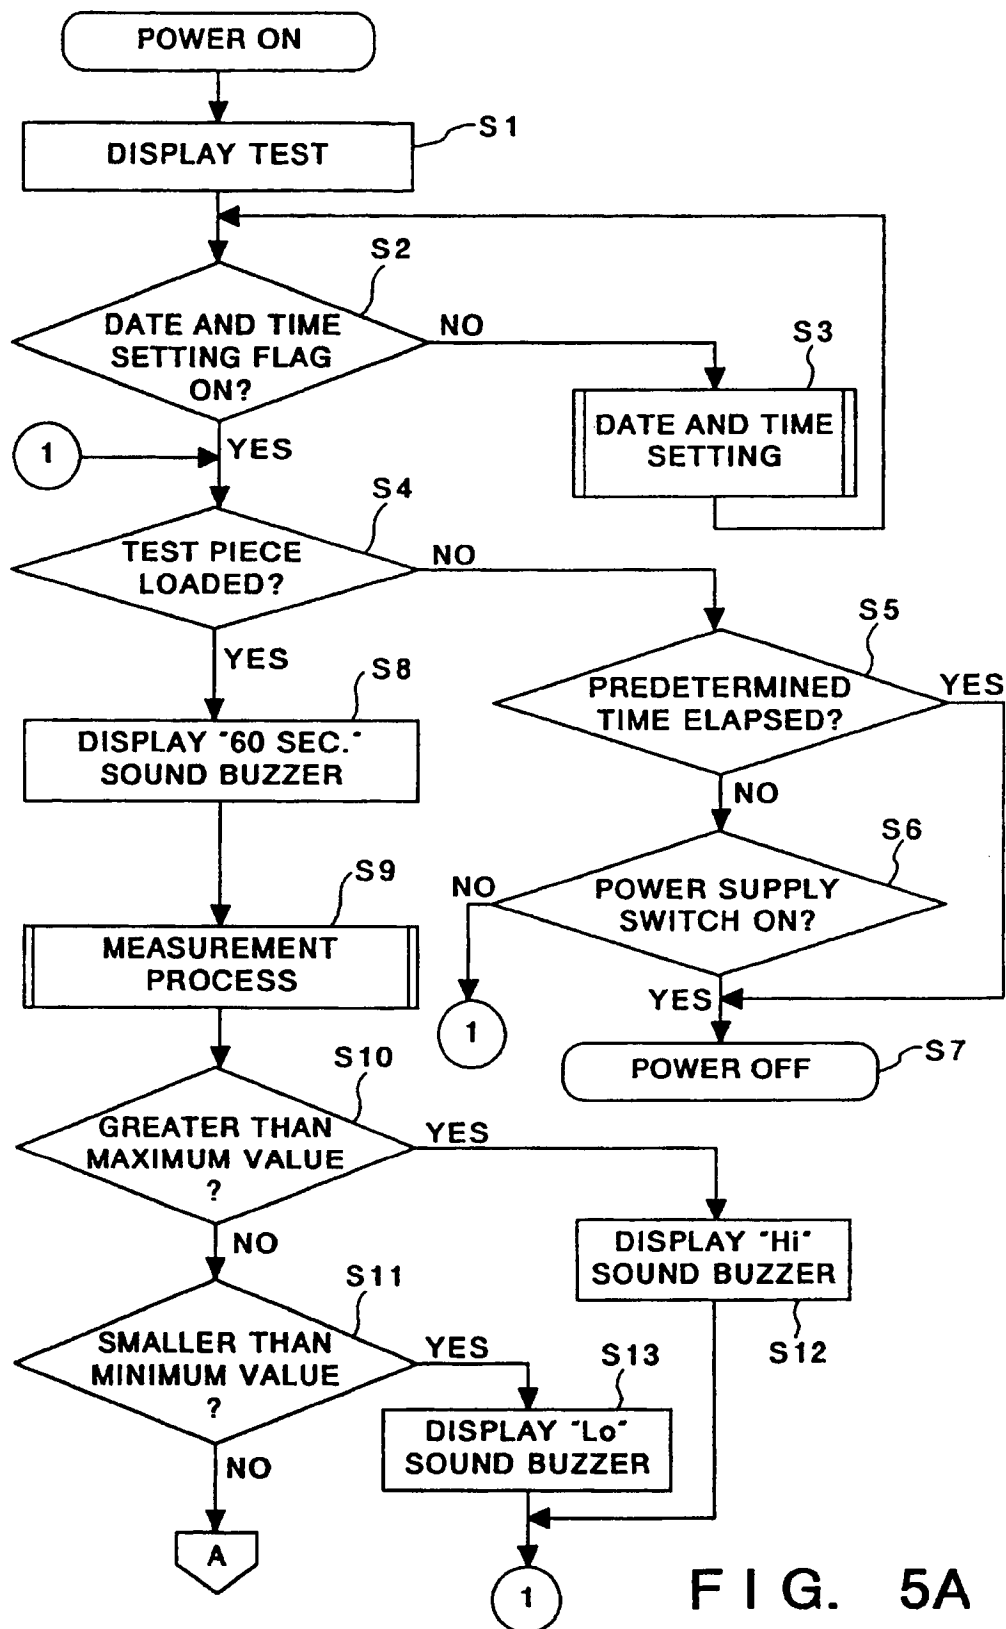 POWER ON
S1
DISPLAY TEST
S2
DATE AND TIME
SETTING FLAG
ON?
NO
S3
DATE AND TIME
SETTING
1
YES
S4
TEST PIECE
LOADED?
NO
S5
PREDETERMINED
TIME ELAPSED?
YES
YES
S8
DISPLAY "60 SEC."
SOUND BUZZER
NO
S6
POWER SUPPLY
SWITCH ON?
NO
S9
MEASUREMENT
PROCESS
1
YES
S7
POWER OFF
S10
GREATER THAN
MAXIMUM VALUE
?
YES
NO
DISPLAY "Hi"
SOUND BUZZER
S12
S11
SMALLER THAN
MINIMUM VALUE
?
YES
S13
DISPLAY "Lo"
SOUND BUZZER
NO
A
1
FIG. 5A